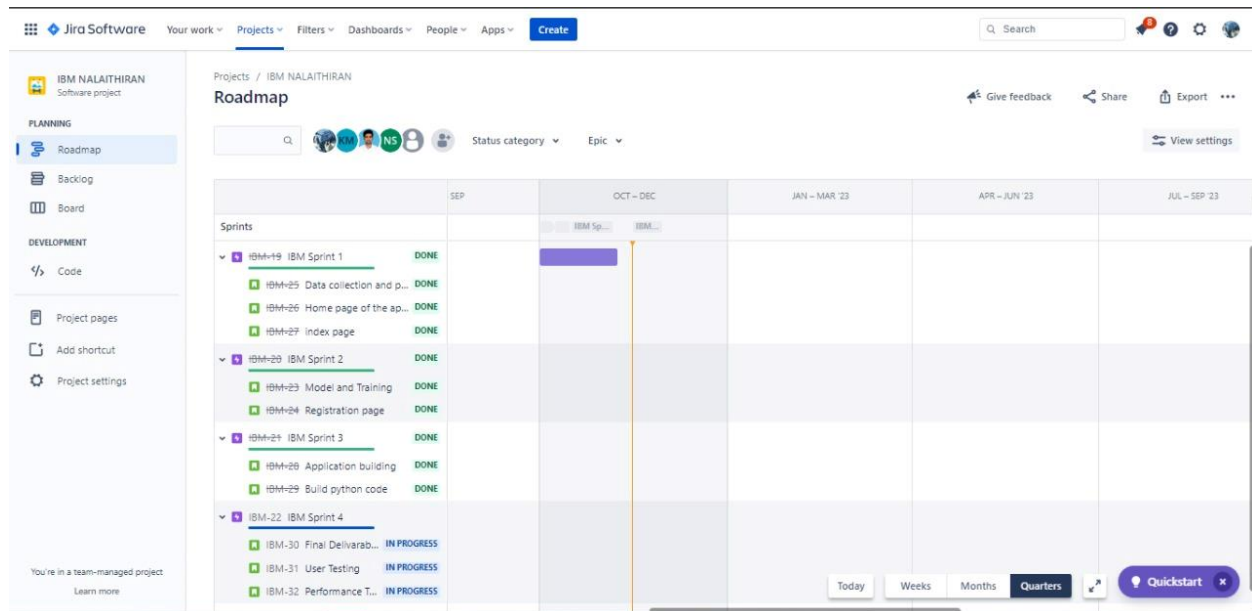 Jira Software Your work Projects Filters Dashboards People Apps Create Search 8
IBM NALAITHIRAN
Software project
PLANNING
Roadmap
Backlog
Board
DEVELOPMENT
Code
Project pages
Add shortcut
Project settings
You're in a team-managed project
Learn more
Projects / IBM NALAITHIRAN
Roadmap
Give feedback Share Export
KM NS Status category Epic View settings
SEP OCT – DEC JAN – MAR '23 APR – JUN '23 JUL – SEP '23
Sprints IBM Sp... IBM...
IBM-19 IBM Sprint 1 DONE
IBM-25 Data collection and p... DONE
IBM-26 Home page of the ap... DONE
IBM-27 index page DONE
IBM-20 IBM Sprint 2 DONE
IBM-23 Model and Training DONE
IBM-24 Registration page DONE
IBM-21 IBM Sprint 3 DONE
IBM-28 Application building DONE
IBM-29 Build python code DONE
IBM-22 IBM Sprint 4
IBM-30 Final Delivarab... IN PROGRESS
IBM-31 User Testing IN PROGRESS
IBM-32 Performance T... IN PROGRESS
Today Weeks Months Quarters Quickstart